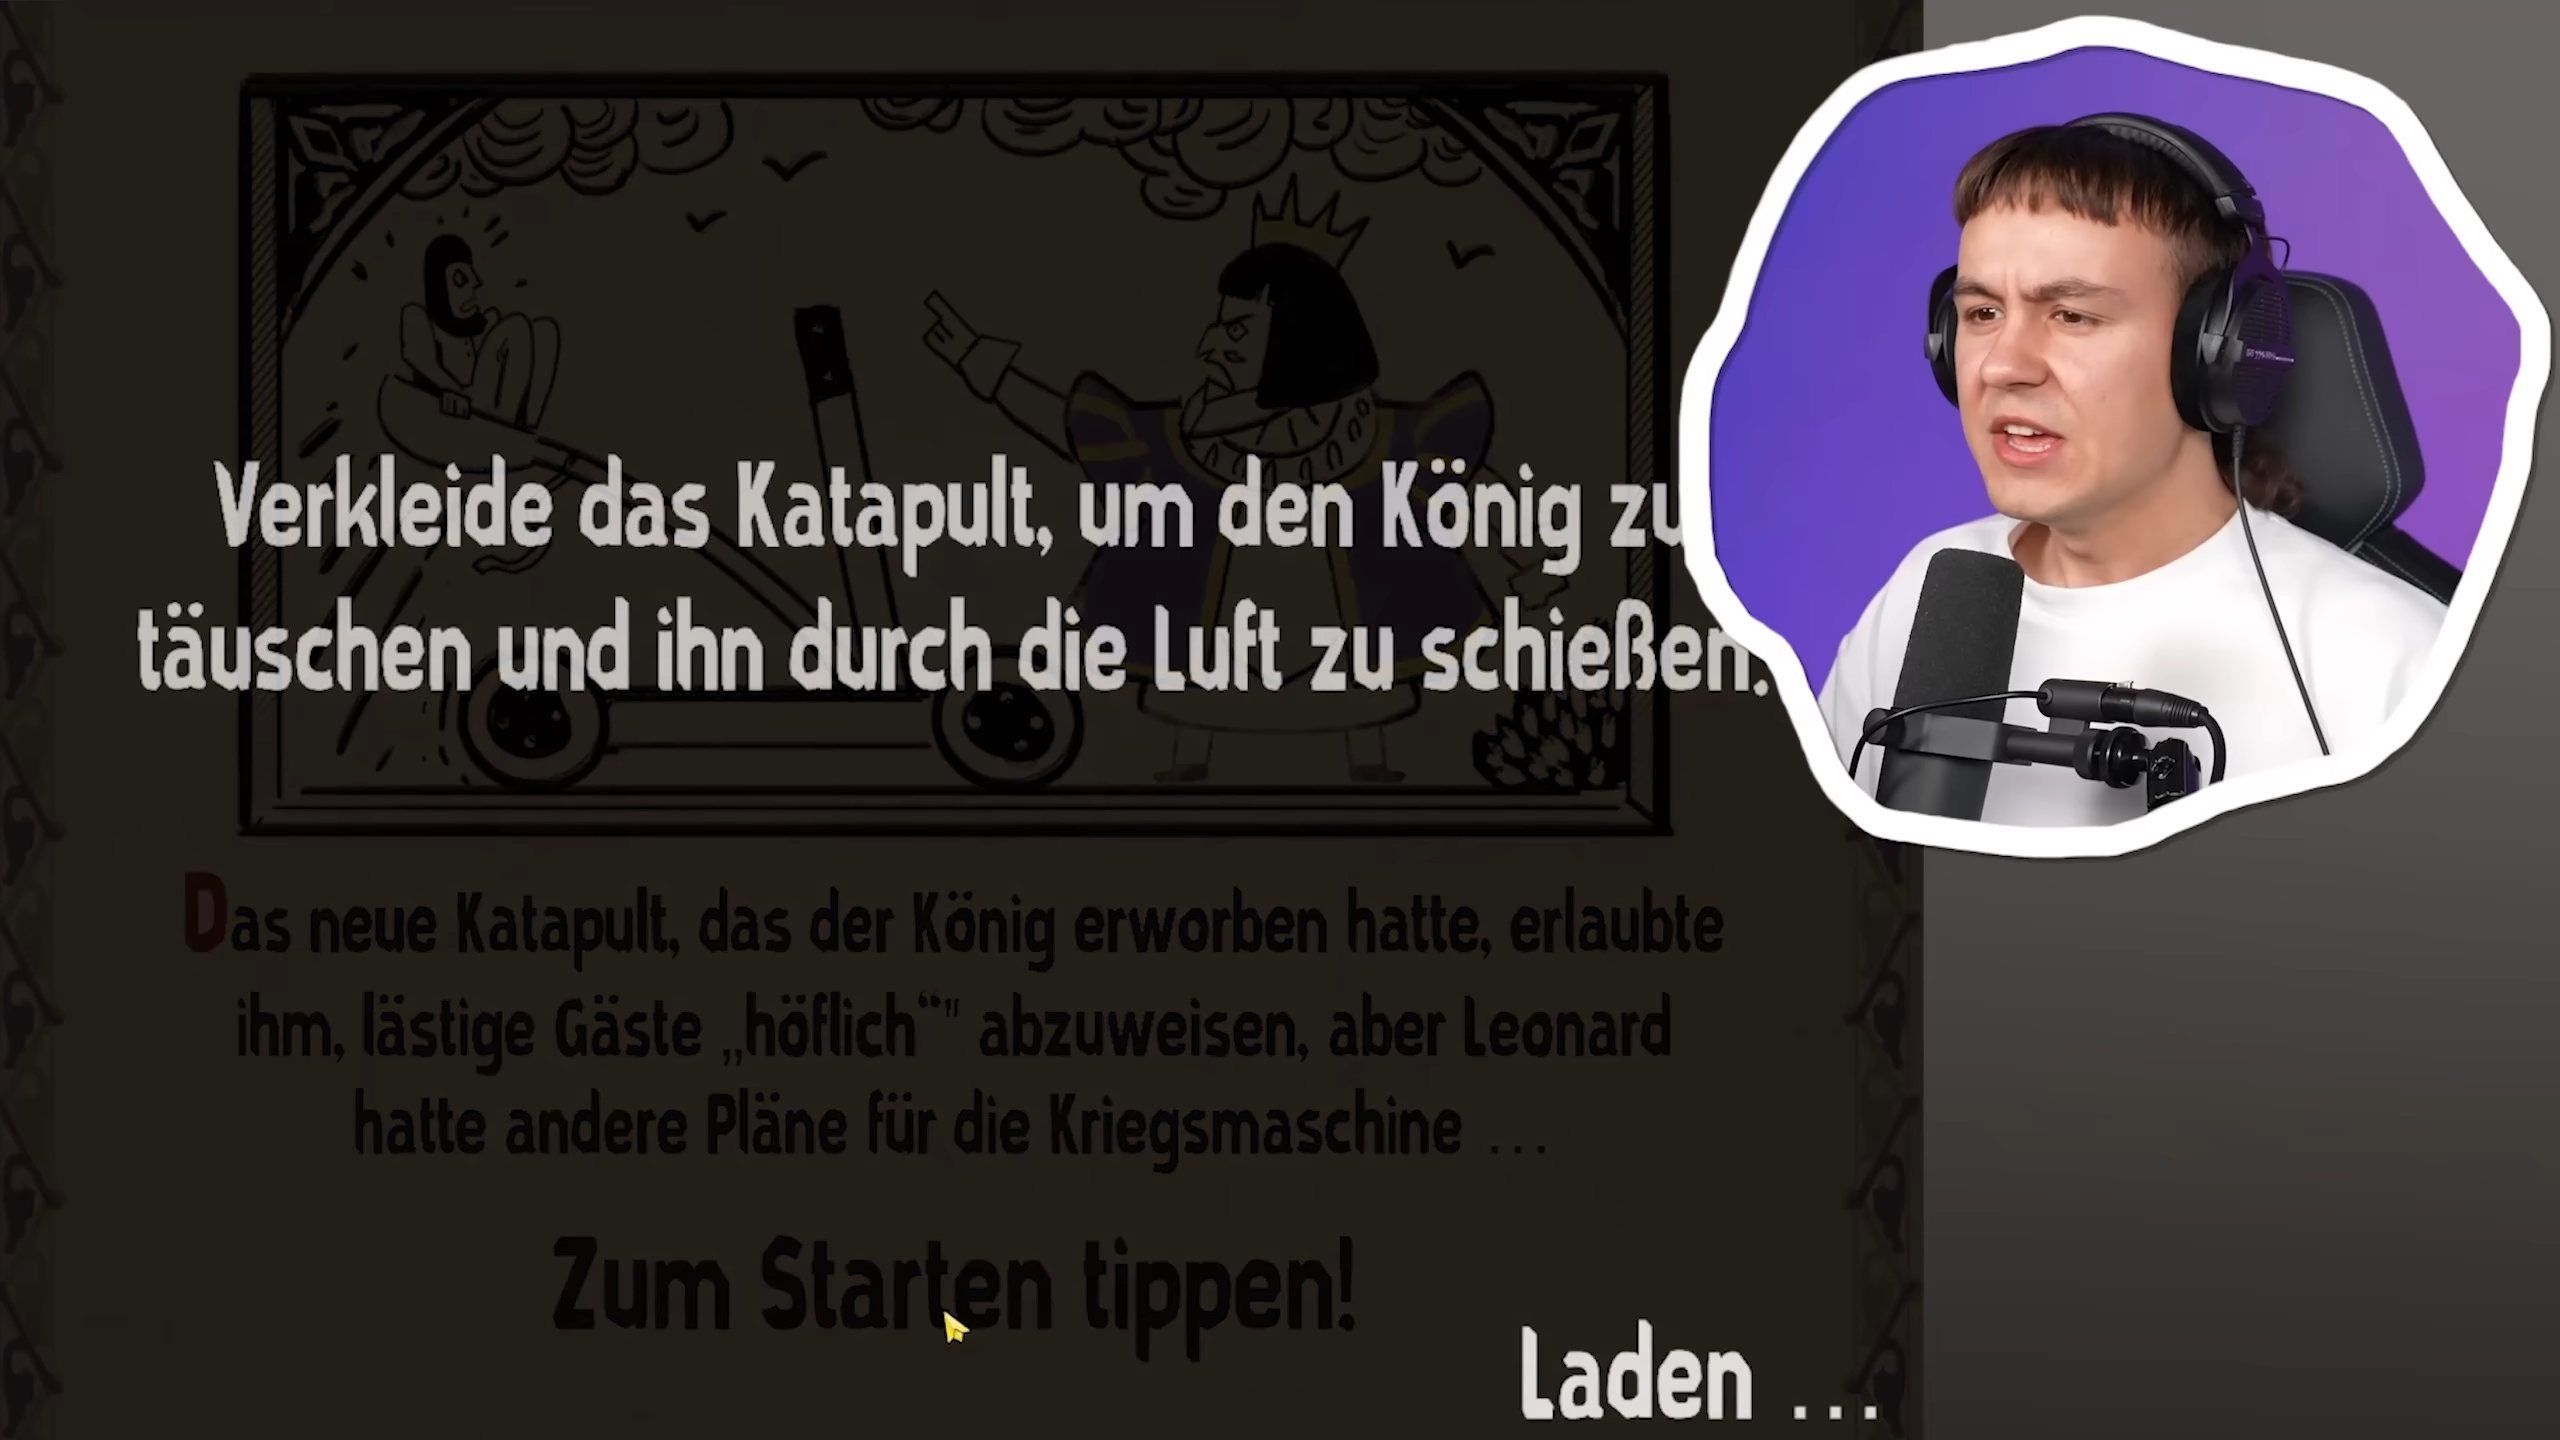 Verkleide das Katapult, um den König zu
täuschen und ihn durch die Luft zu schießen.
Das neue Katapult, das der König erworben hatte, erlaubte
ihm, lästige Gäste „höflich“" abzuweisen, aber Leonard
hatte andere Pläne für die Kriegsmaschine ...
Zum Starten tippen!
Laden ...